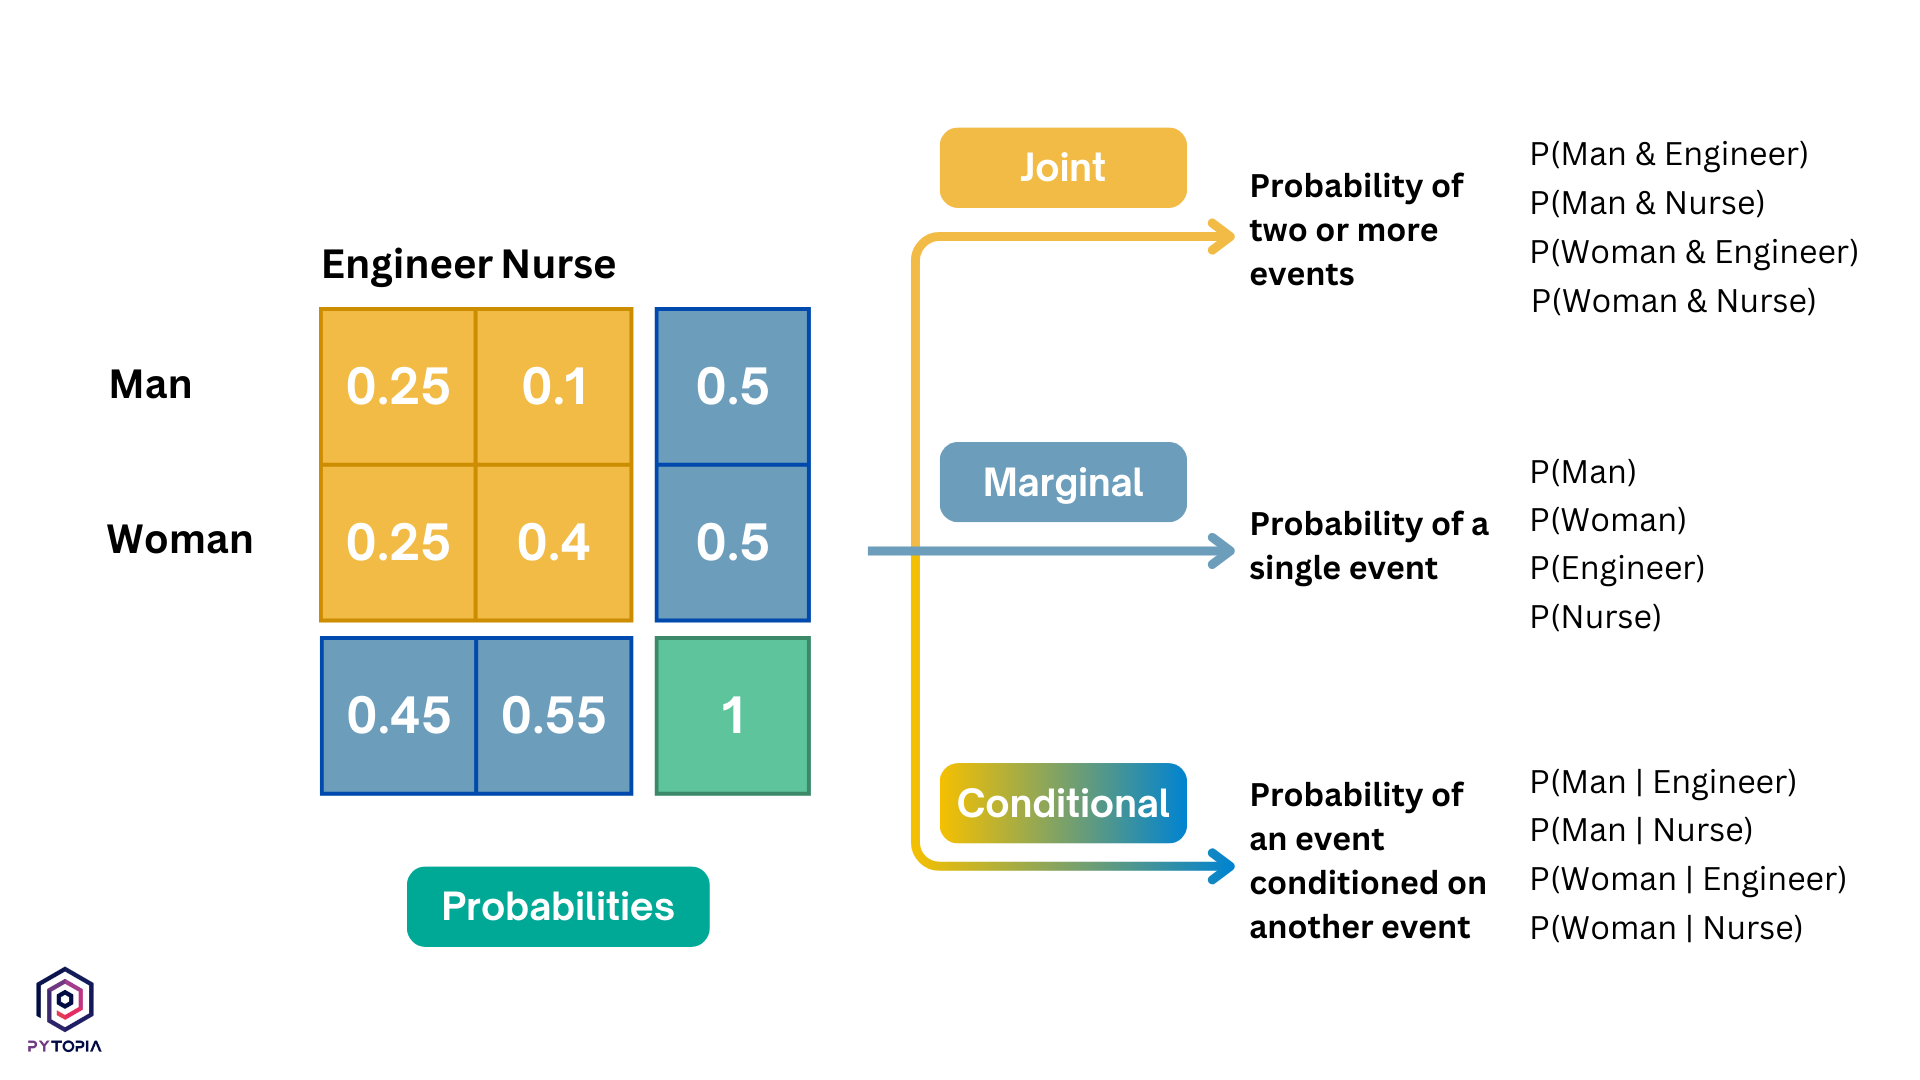 Engineer Nurse
Man 0.25 0.1 0.5
Woman 0.25 0.4 0.5
0.45 0.55 1
Probabilities
Joint
Probability of
two or more
events
P(Man & Engineer)
P(Man & Nurse)
P(Woman & Engineer)
P(Woman & Nurse)
Marginal
Probability of a
single event
P(Man)
P(Woman)
P(Engineer)
P(Nurse)
Conditional
Probability of
an event
conditioned on
another event
P(Man | Engineer)
P(Man | Nurse)
P(Woman | Engineer)
P(Woman | Nurse)
PYTOPIA